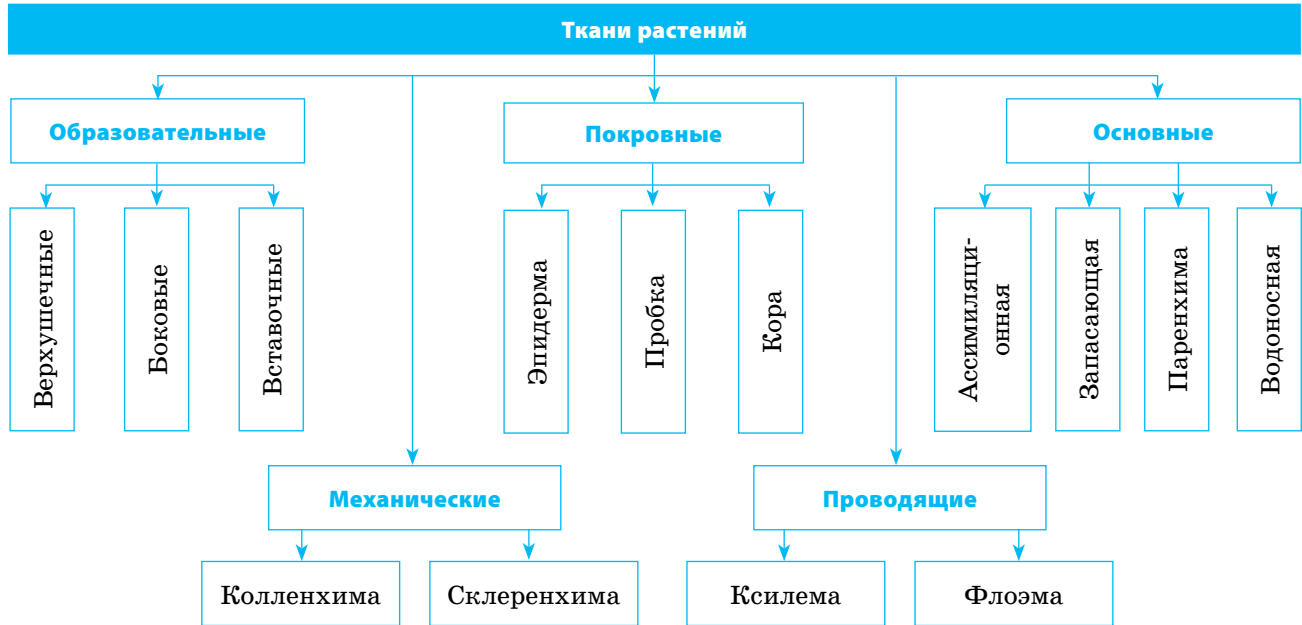 Ткани растений
Образовательные
Покровные
Основные
Верхушечные
Боковые
Вставочные
Эпидерма
Пробка
Кора
Ассимиляци-
онная
Запасающая
Паренхима
Водоносная
Механические
Проводящие
Колленхима
Склеренхима
Ксилема
Флоэма